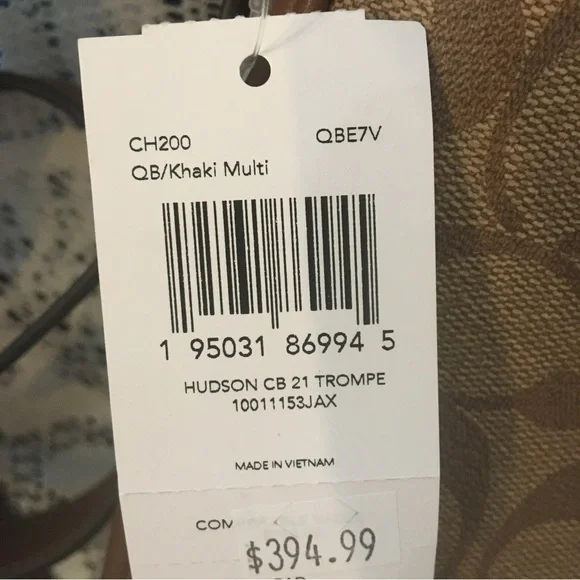 CH200 QBE7V
QB/Khaki Multi
1 95031 86994 5
HUDSON CB 21 TROMPE
10011153JAX
MADE IN VIETNAM
COM
$394.99